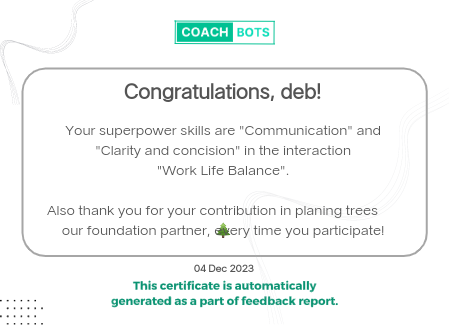 COACH BOTS
Congratulations, deb!
Your superpower skills are "Communication" and
"Clarity and concision" in the interaction
"Work Life Balance".
Also thank you for your contribution in planing trees
our foundation partner, every time you participate!
04 Dec 2023
This certificate is automatically
generated as a part of feedback report.